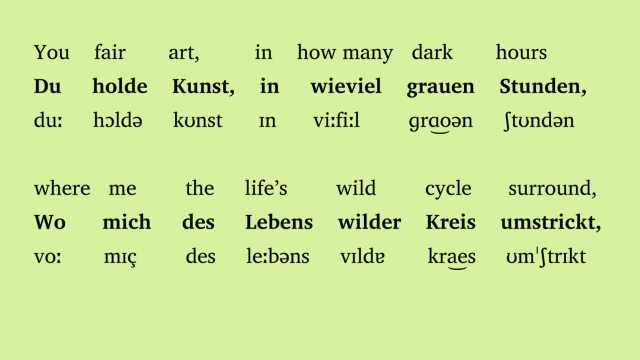 You fair art, in how many dark hours
Du holde Kunst, in wieviel grauen Stunden,
duː hɔldə kʊnst ɪn viːfiːl ɡrɑ͜oən ʃtʊndən
where me the life’s wild cycle surround,
Wo mich des Lebens wilder Kreis umstrickt,
voː mɪç des leːbəns vɪldɐ kra͜es ʊmˈʃtrɪkt